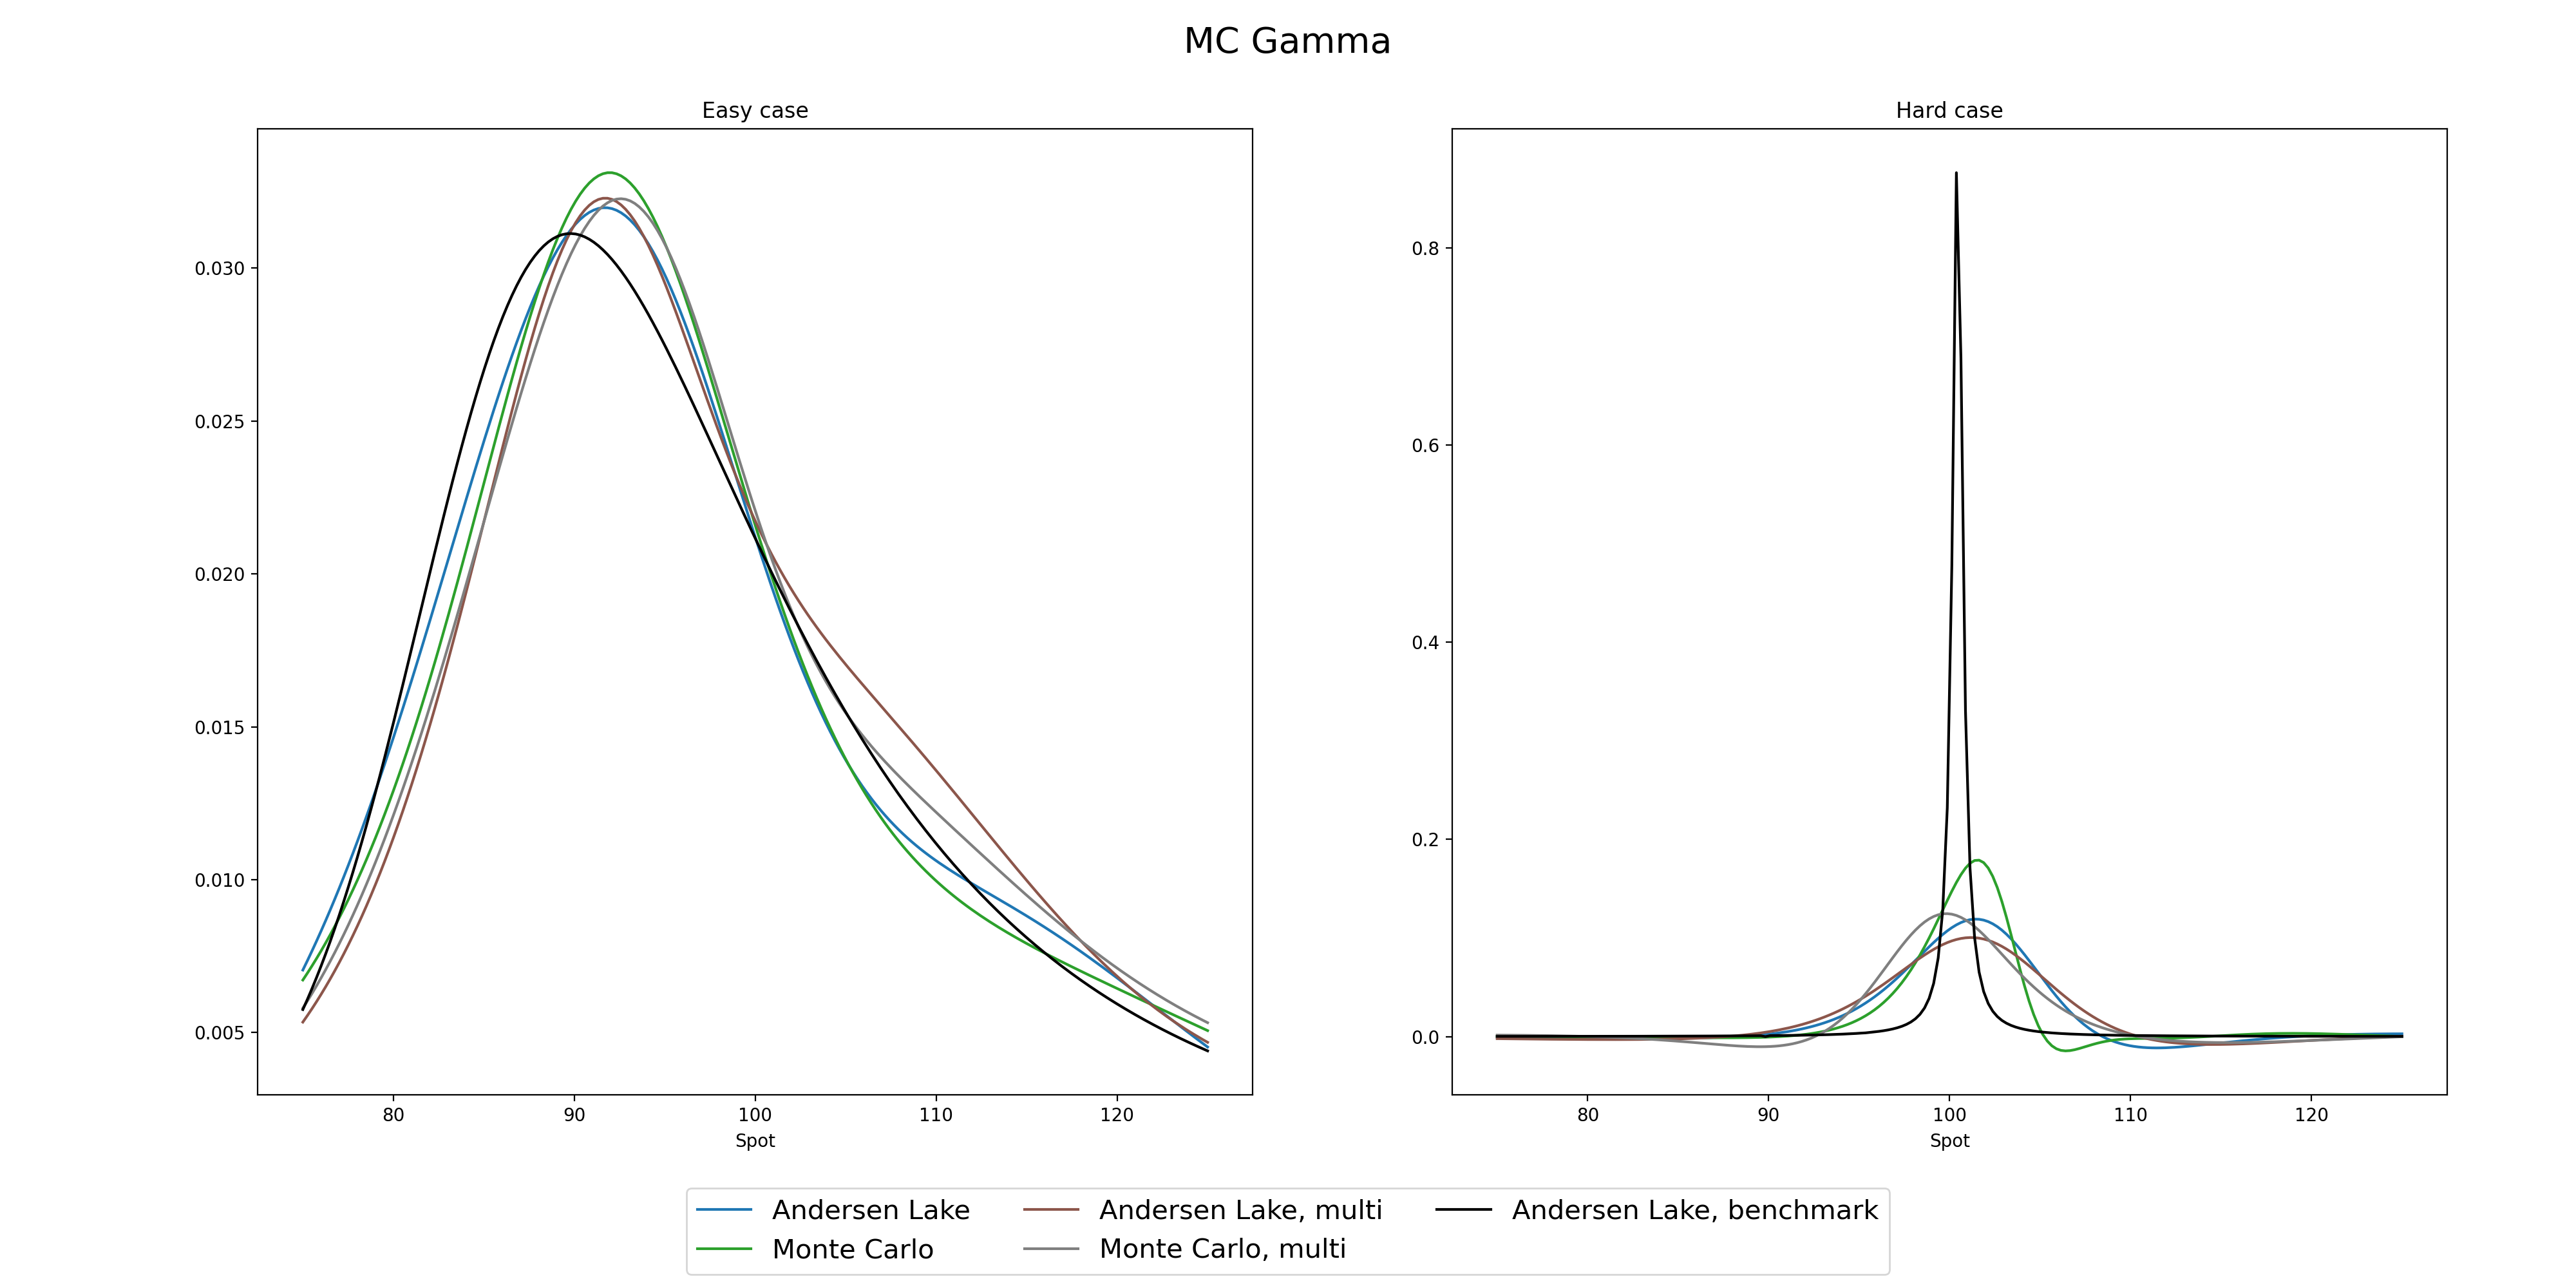 MC Gamma
Easy case
0.030
0.025
0.020
0.015
0.010
0.005
80 90 100 110 120
Spot
Hard case
0.8
0.6
0.4
0.2
0.0
80 90 100 110 120
Spot
Andersen Lake
Monte Carlo
Andersen Lake, multi
Monte Carlo, multi
Andersen Lake, benchmark